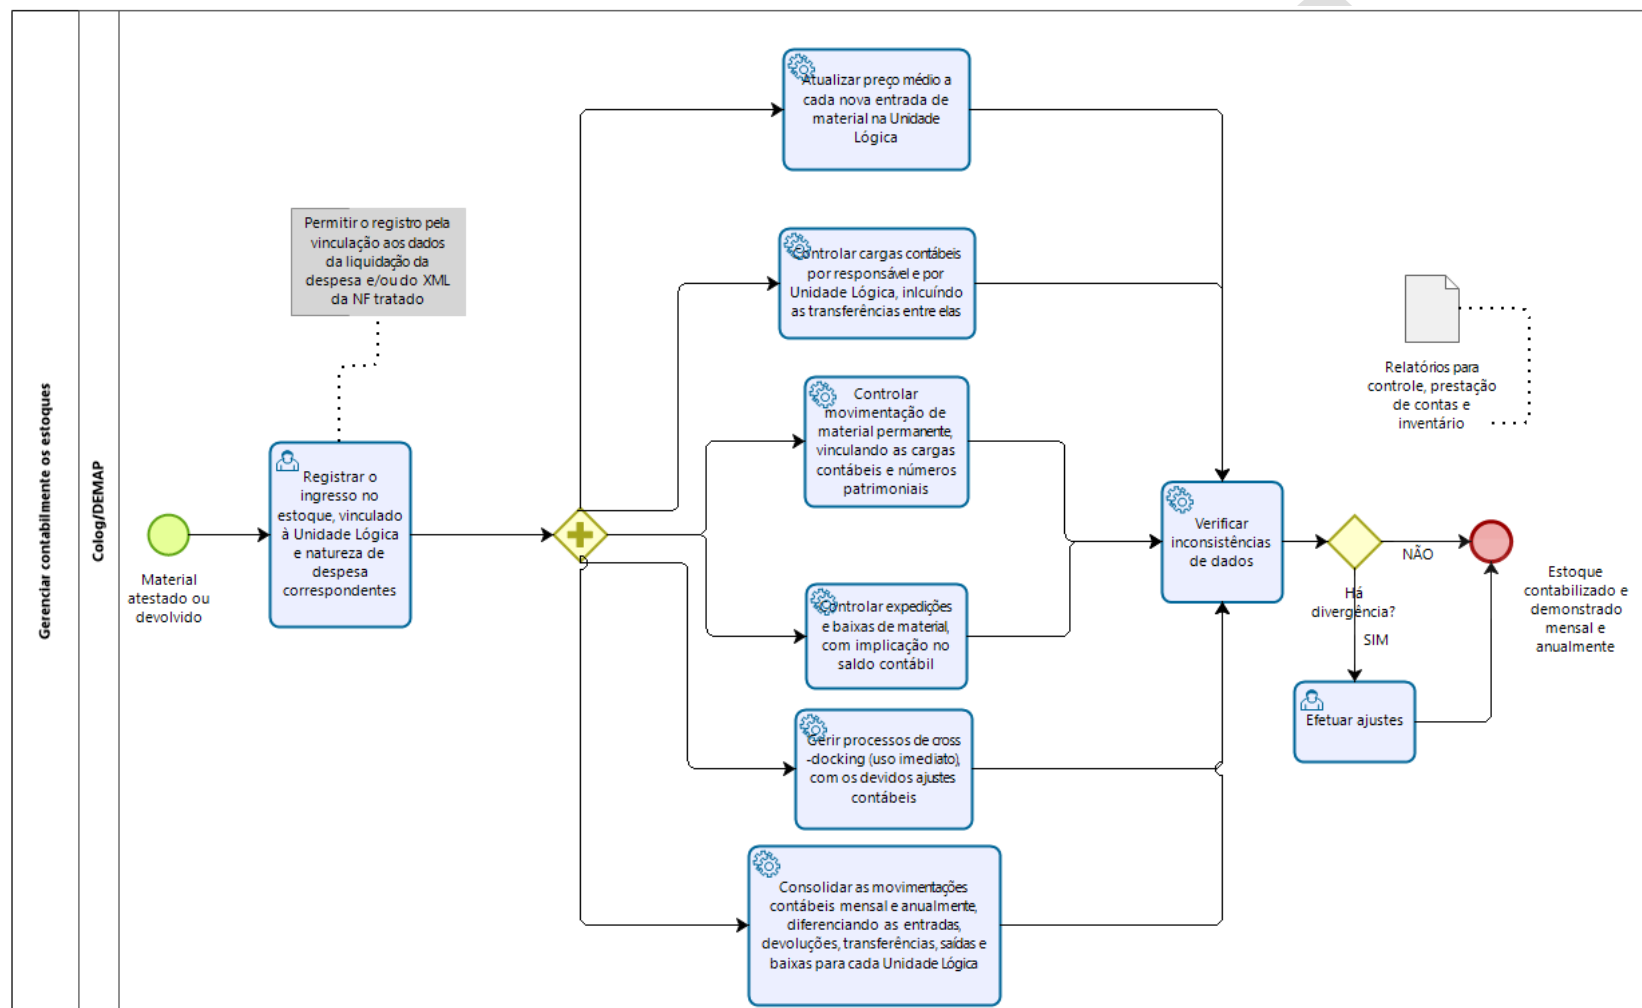 Gerenciar contabilmente os estoques
Colog/DEMAP
Material
atestado ou
devolvido
Permitir o registro pela
vinculação aos dados
da liquidação da
despesa e/ou do XML
da NF tratado
Registrar o
ingresso no
estoque, vinculado
à Unidade Lógica
e natureza de
despesa
correspondentes
Atualizar preço médio a
cada nova entrada de
material na Unidade
Lógica
Controlar cargas contábeis
por responsável e por
Unidade Lógica, inlcuíndo
as transferências entre elas
Controlar
movimentação de
material permanente,
vinculando as cargas
contábeis e números
patrimoniais
Controlar expedições
e baixas de material,
com implicação no
saldo contábil
Gerir processos de cross
-docking (uso imediato),
com os devidos ajustes
contábeis
Consolidar as movimentações
contábeis mensal e anualmente,
diferenciando as entradas,
devoluções, transferências, saídas e
baixas para cada Unidade Lógica
Verificar
inconsistências
de dados
Há
divergência?
NÃO
SIM
Efetuar ajustes
Relatórios para
controle, prestação
de contas e
inventário
Estoque
contabilizado e
demonstrado
mensal e
anualmente